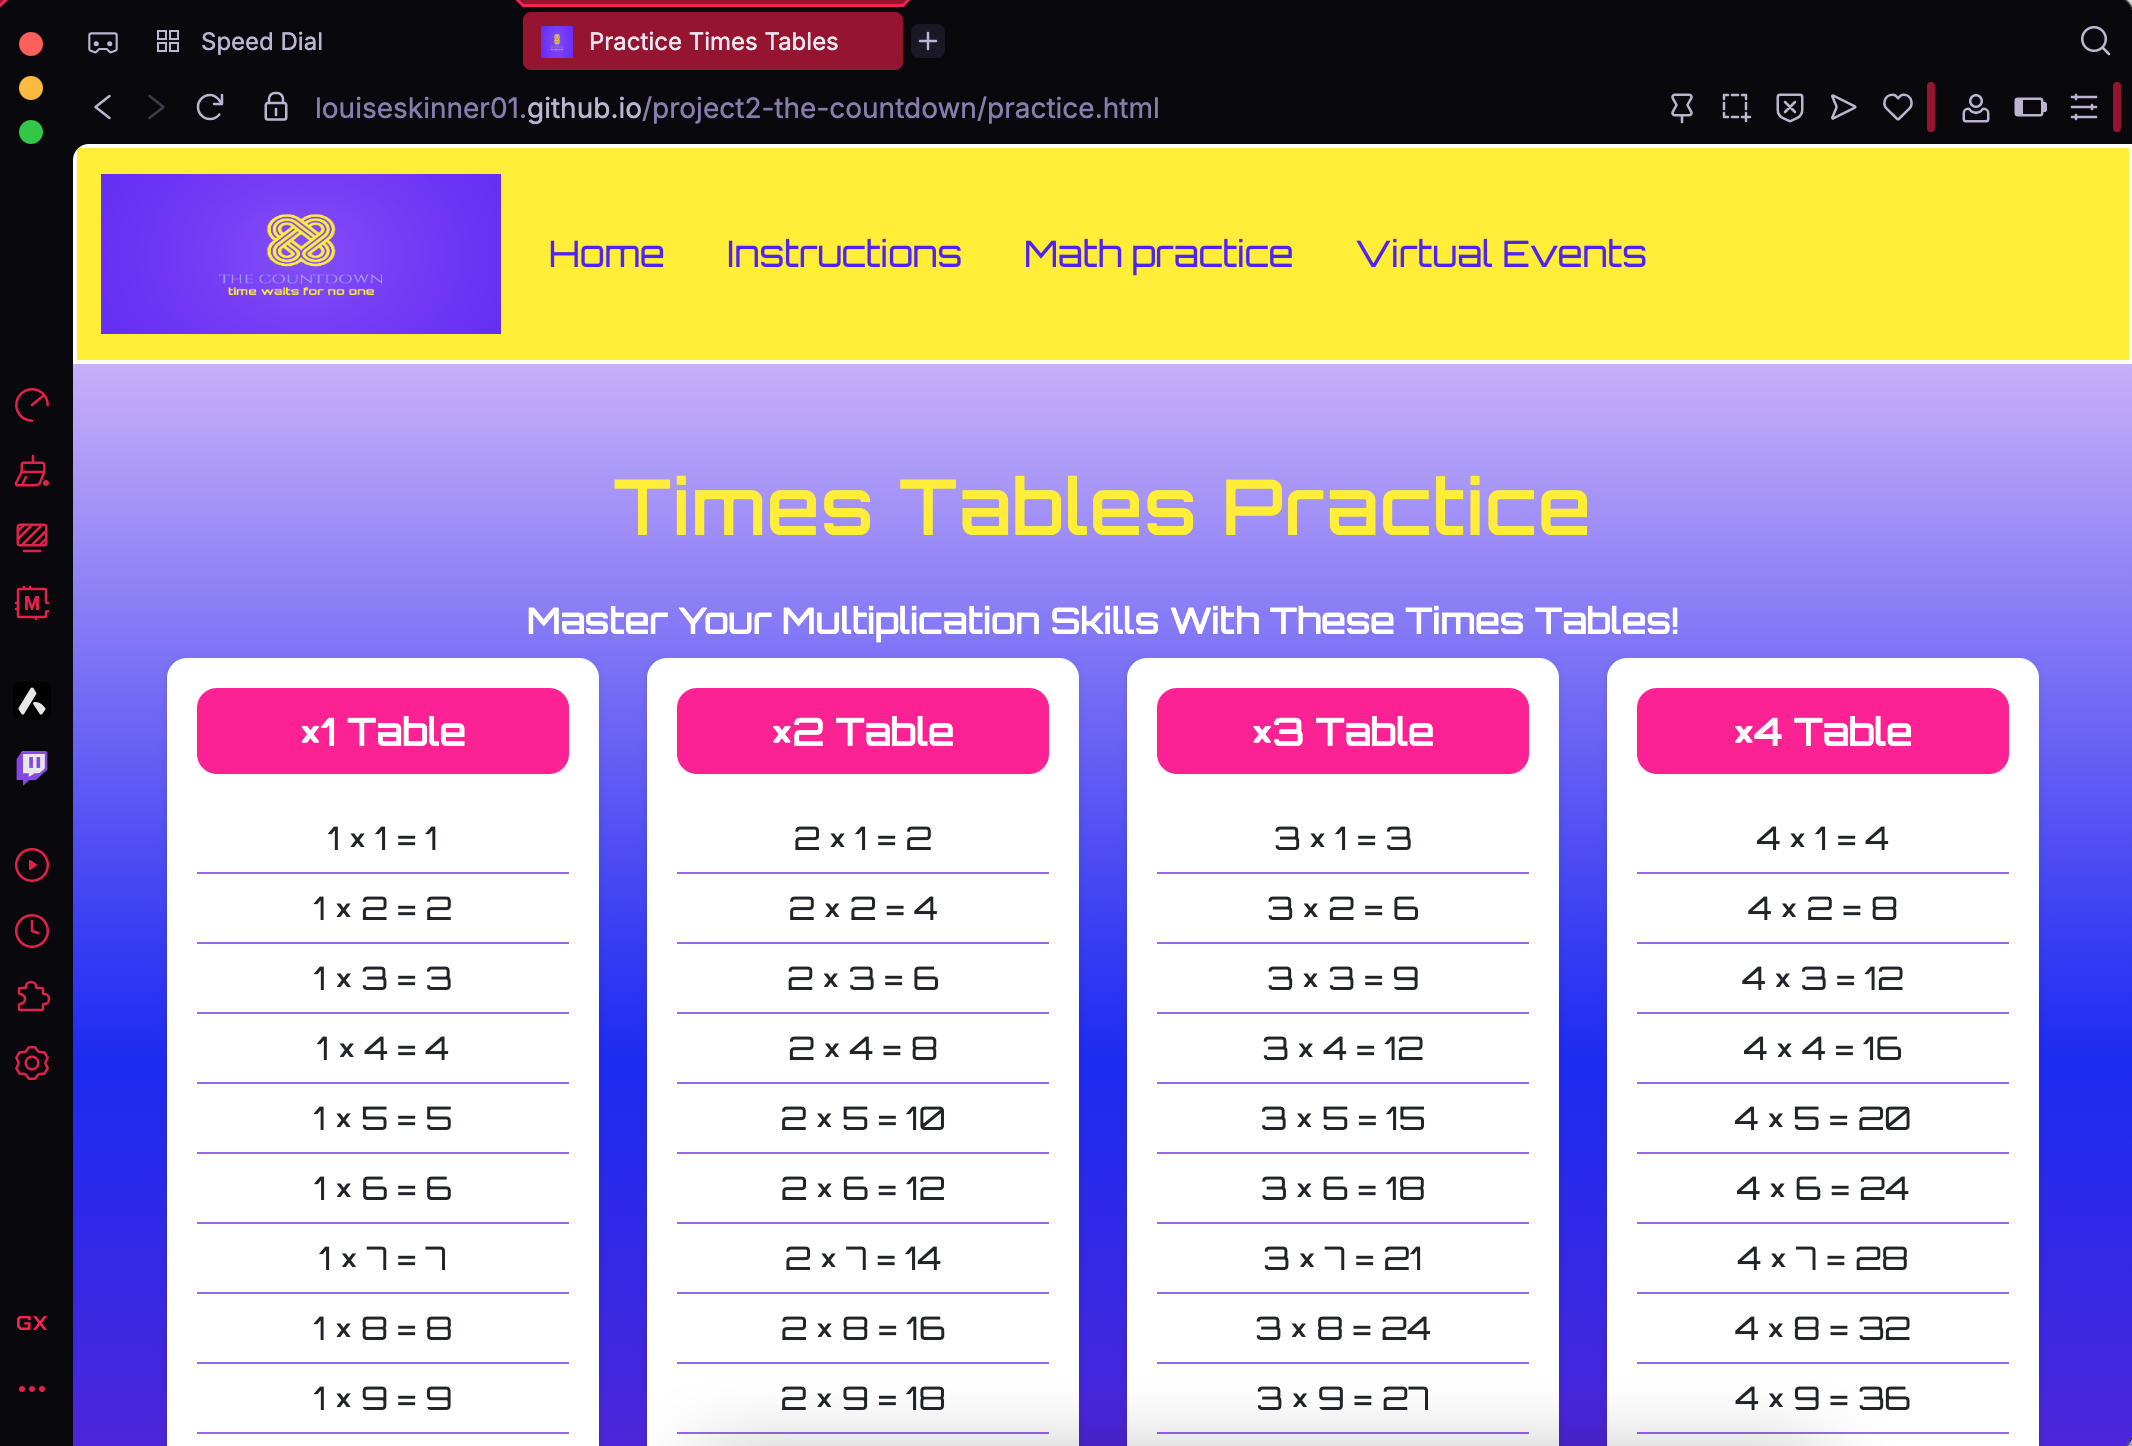 Speed Dial
Practice Times Tables
louiseskinner01.github.io/project2-the-countdown/practice.html
THE COUNTDOWN
time waits for no one
Home Instructions Math practice Virtual Events
Times Tables Practice
Master Your Multiplication Skills With These Times Tables!
x1 Table
1 x 1 = 1
1 x 2 = 2
1 x 3 = 3
1 x 4 = 4
1 x 5 = 5
1 x 6 = 6
1 x 7 = 7
1 x 8 = 8
1 x 9 = 9
x2 Table
2 x 1 = 2
2 x 2 = 4
2 x 3 = 6
2 x 4 = 8
2 x 5 = 10
2 x 6 = 12
2 x 7 = 14
2 x 8 = 16
2 x 9 = 18
x3 Table
3 x 1 = 3
3 x 2 = 6
3 x 3 = 9
3 x 4 = 12
3 x 5 = 15
3 x 6 = 18
3 x 7 = 21
3 x 8 = 24
3 x 9 = 27
x4 Table
4 x 1 = 4
4 x 2 = 8
4 x 3 = 12
4 x 4 = 16
4 x 5 = 20
4 x 6 = 24
4 x 7 = 28
4 x 8 = 32
4 x 9 = 36
M
GX